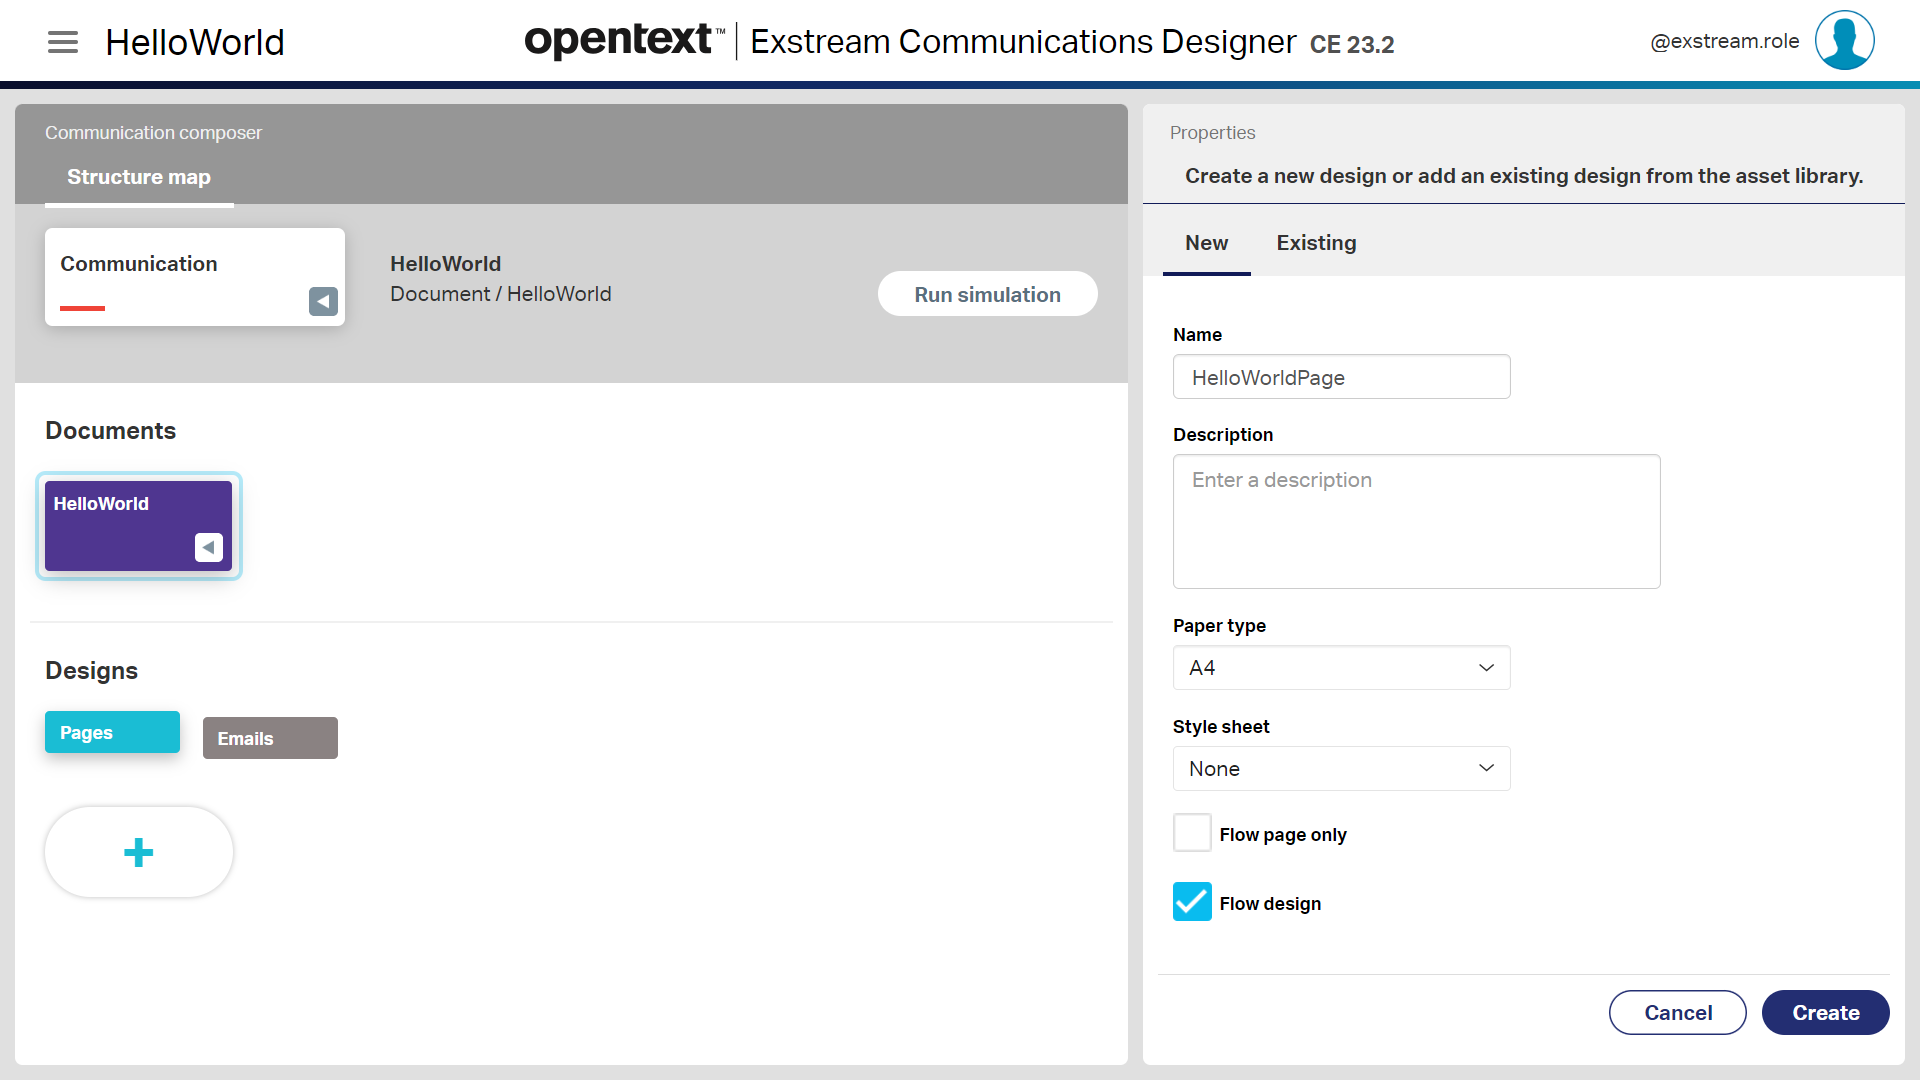 HelloWorld
opentext™ | Exstream Communications Designer CE 23.2
@exstream.role
Communication composer
Structure map
Communication
HelloWorld
Document / HelloWorld
Run simulation
Documents
HelloWorld
Designs
Pages
Emails
Properties
Create a new design or add an existing design from the asset library.
New
Existing
Name
HelloWorldPage
Description
Enter a description
Paper type
A4
Style sheet
None
Flow page only
Flow design
Cancel
Create